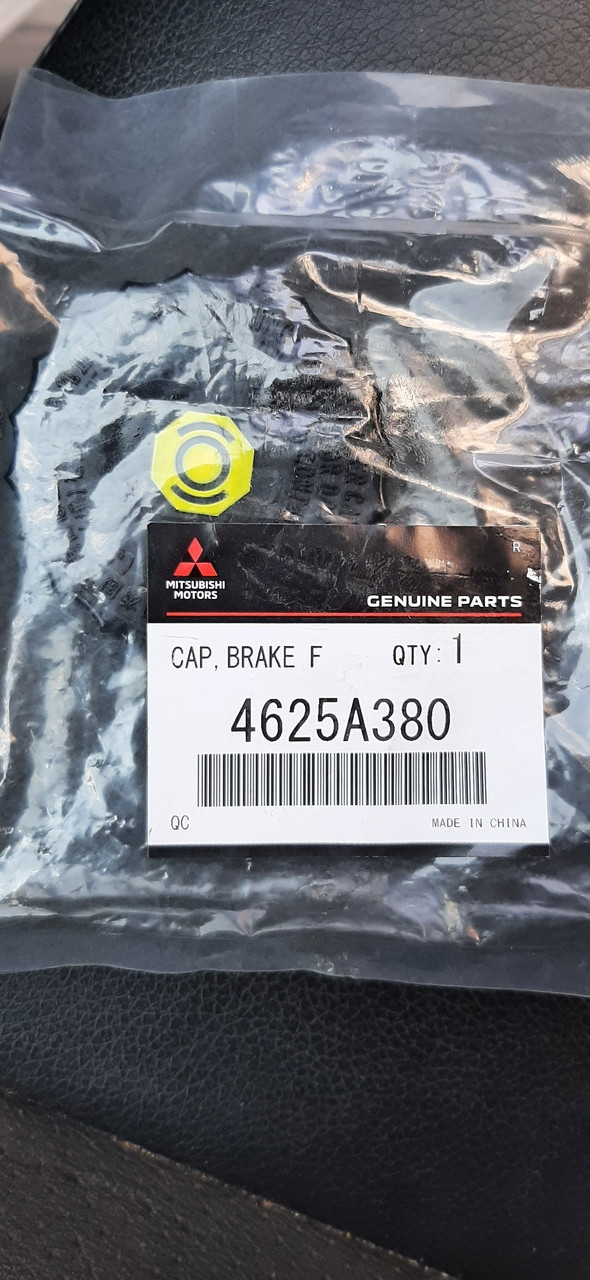 R
MITSUBISHI
MOTORS
GENUINE PARTS
CAP, BRAKE F QTY: 1
4625A380
QC MADE IN CHINA